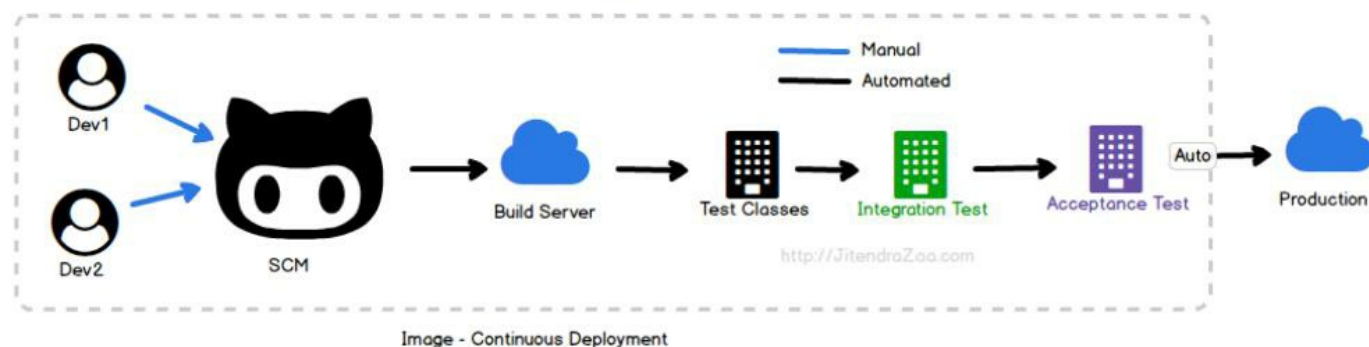 Manual
Automated
Dev1
Dev2
SCM
Build Server
Test Classes
Integration Test
Acceptance Test
Auto
Production
http://JitendraZaa.com
Image - Continuous Deployment